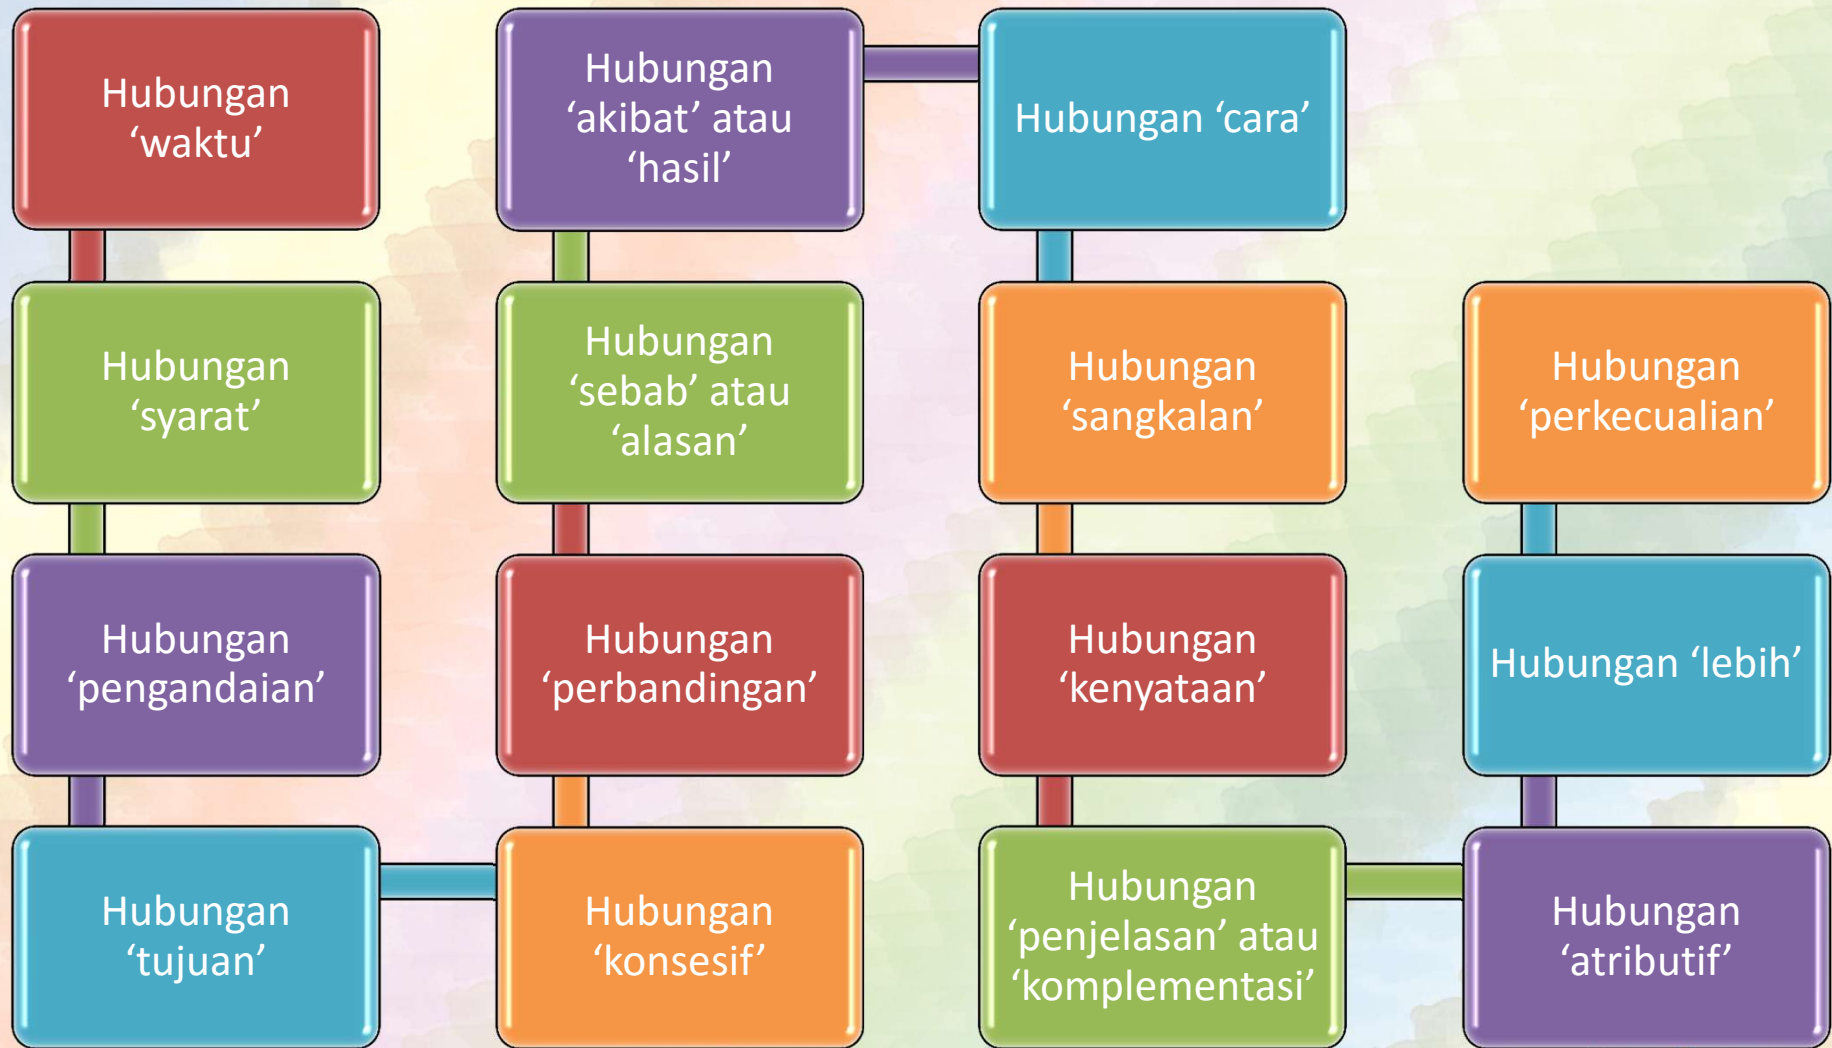 Hubungan
‘waktu’
Hubungan
‘syarat’
Hubungan
‘pengandaian’
Hubungan
‘tujuan’
Hubungan
‘konsesif’
Hubungan
‘perbandingan’
Hubungan
‘sebab’ atau
‘alasan’
Hubungan
‘akibat’ atau
‘hasil’
Hubungan ‘cara’
Hubungan
‘sangkalan’
Hubungan
‘kenyataan’
Hubungan
‘penjelasan’ atau
‘komplementasi’
Hubungan
‘atributif’
Hubungan ‘lebih’
Hubungan
‘perkecualian’